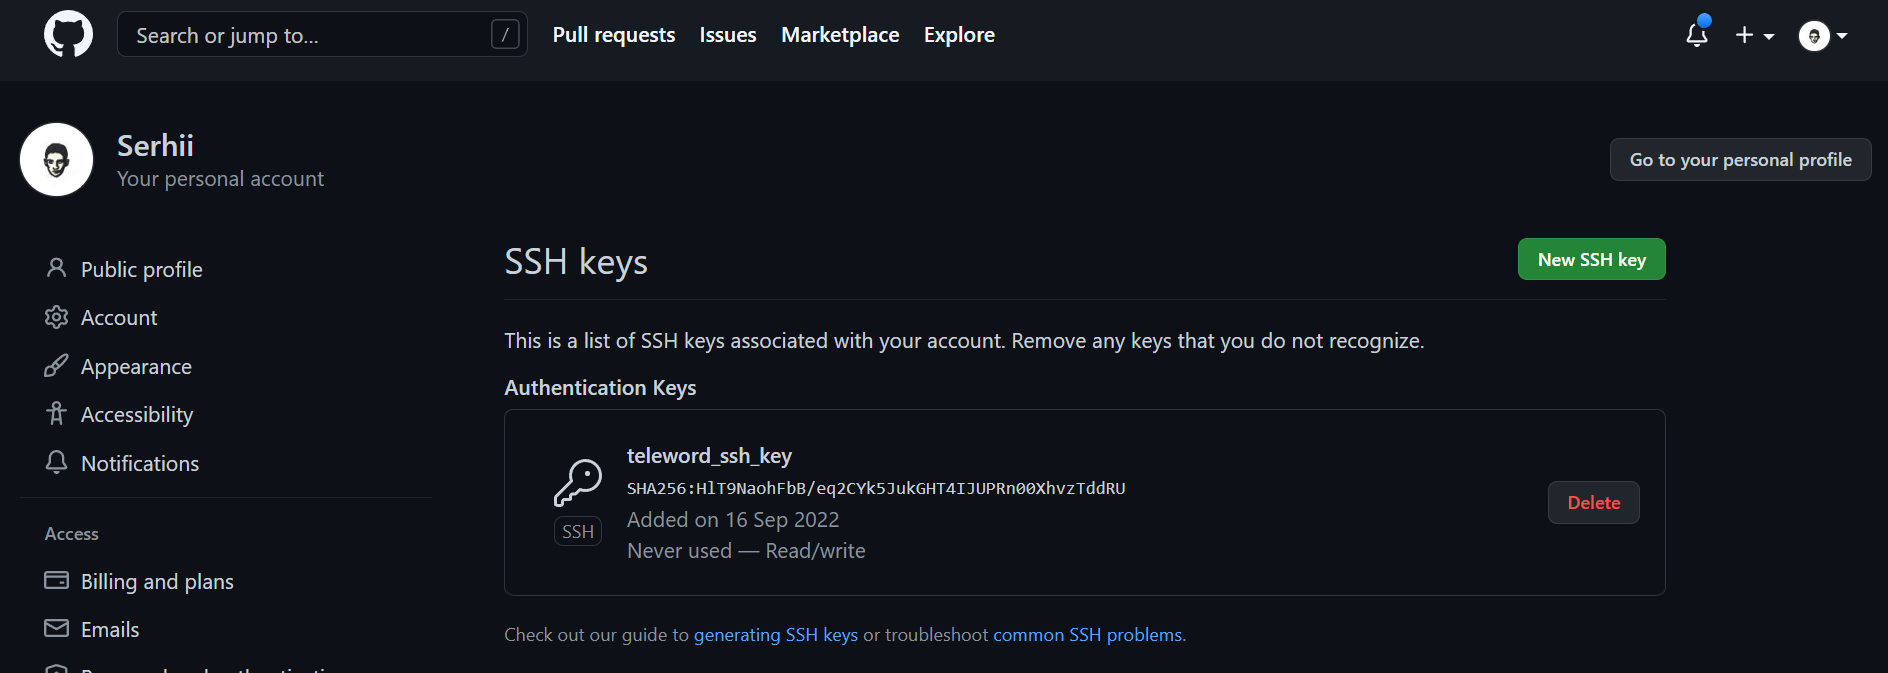 Search or jump to...
/
Pull requests
Issues
Marketplace
Explore
Serhii
Your personal account
Go to your personal profile
Public profile
Account
Appearance
Accessibility
Notifications
Access
Billing and plans
Emails
SSH keys
New SSH key
This is a list of SSH keys associated with your account. Remove any keys that you do not recognize.
Authentication Keys
teleword_ssh_key
SHA256:HlT9NaohFbB/eq2CYk5JukGHT4IJUPRn00XhvzTddRU
Added on 16 Sep 2022
Never used — Read/write
SSH
Delete
Check out our guide to generating SSH keys or troubleshoot common SSH problems.